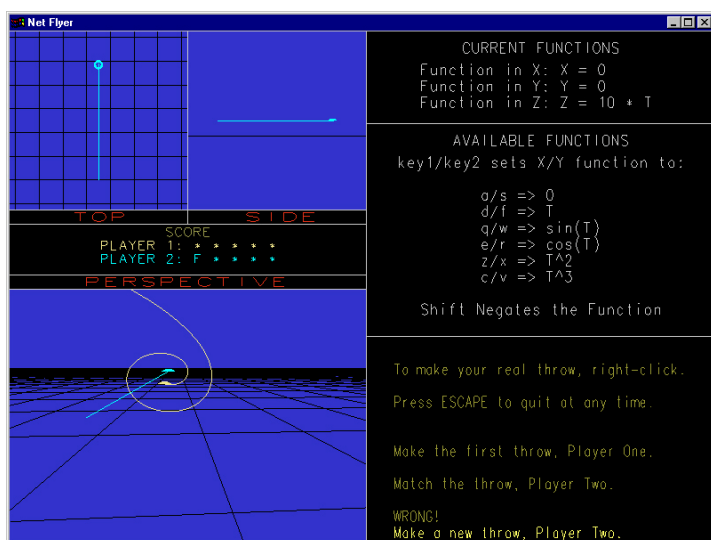 Net Flyer
TOP
SIDE
SCORE
PLAYER 1: * * * * *
PLAYER 2: F * * * *
PERSPECTIVE
CURRENT FUNCTIONS
Function in X: X = 0
Function in Y: Y = 0
Function in Z: Z = 10 * T
AVAILABLE FUNCTIONS
key1/key2 sets X/Y function to:
a/s => 0
d/f => T
q/w => sin(T)
e/r => cos(T)
z/x => T^2
c/v => T^3
Shift Negates the Function
To make your real throw, right-click.
Press ESCAPE to quit at any time.
Make the first throw, Player One.
Match the throw, Player Two.
WRONG!
Make a new throw, Player Two.